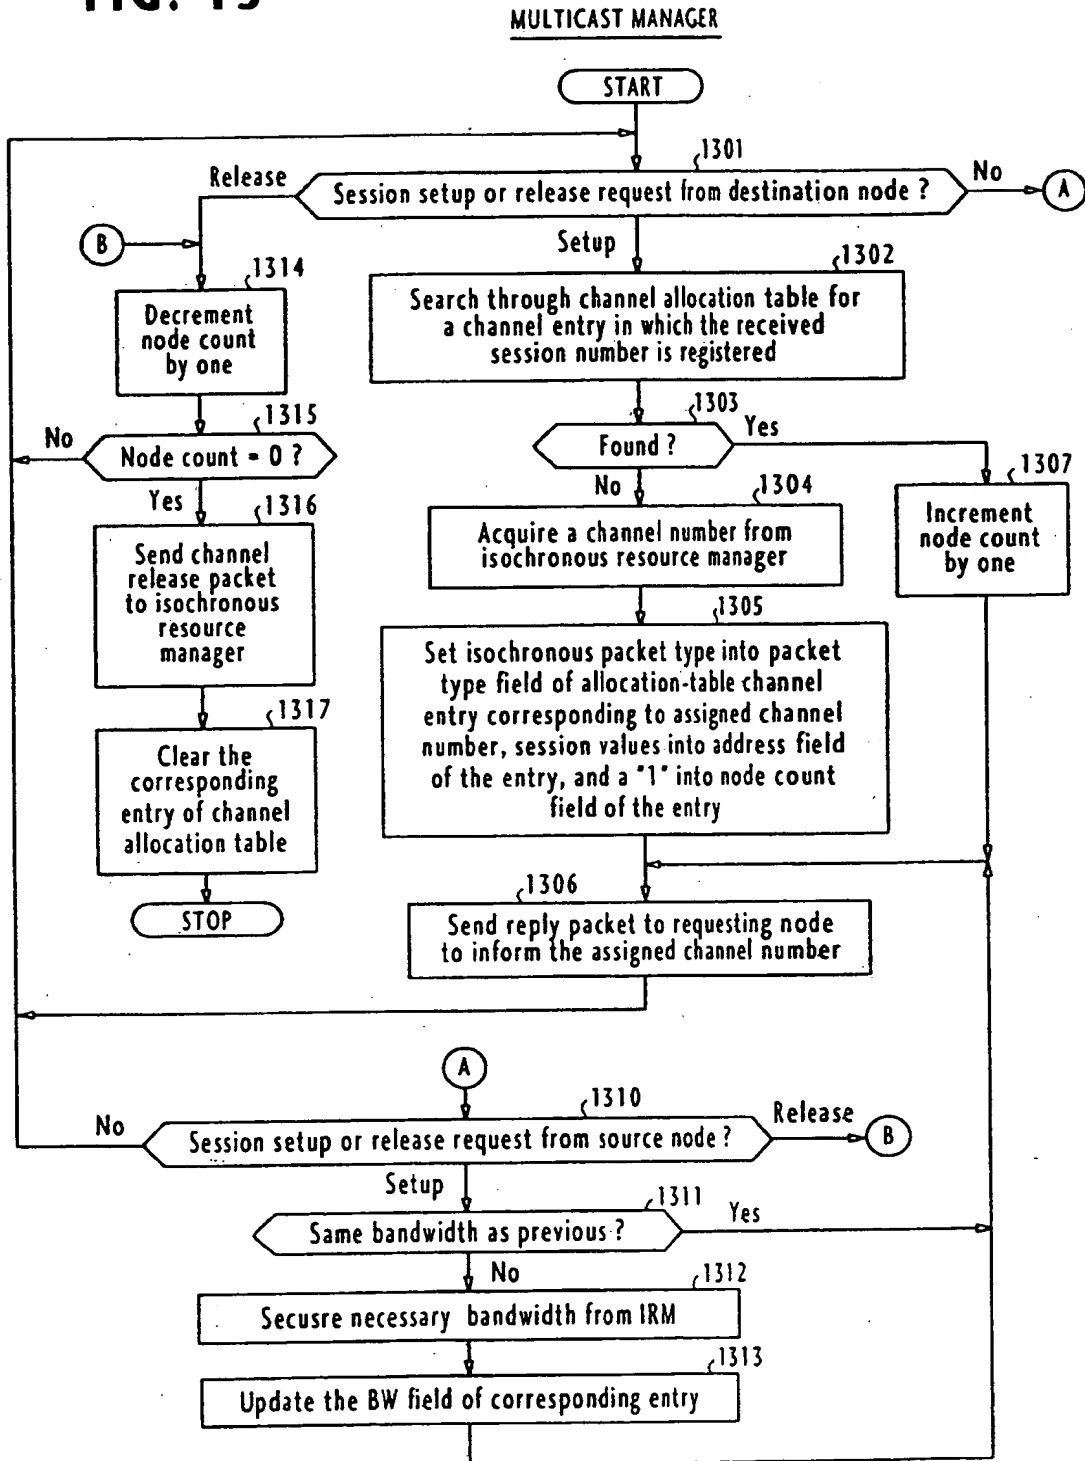 FIG. 13
MULTICAST MANAGER
START
1301
Release
Session setup or release request from destination node ?
No
A
B
Setup
1302
1314
Search through channel allocation table for
a channel entry in which the received
session number is registered
Decrement
node count
by one
1303
1315
Found ?
Yes
No
Node count = 0 ?
1307
No
1304
Yes
1316
Increment
node count
by one
Acquire a channel number from
isochronous resource manager
Send channel
release packet
to isochronous
resource
manager
1305
Set isochronous packet type into packet
type field of allocation-table channel
entry corresponding to assigned channel
number, session values into address field
of the entry, and a "1" into node count
field of the entry
1317
Clear the
corresponding
entry of channel
allocation table
1306
STOP
Send reply packet to requesting node
to inform the assigned channel number
A
1310
No
Session setup or release request from source node ?
Release
B
Setup
1311
Same bandwidth as previous ?
Yes
No
1312
Secusre necessary bandwidth from IRM
1313
Update the BW field of corresponding entry